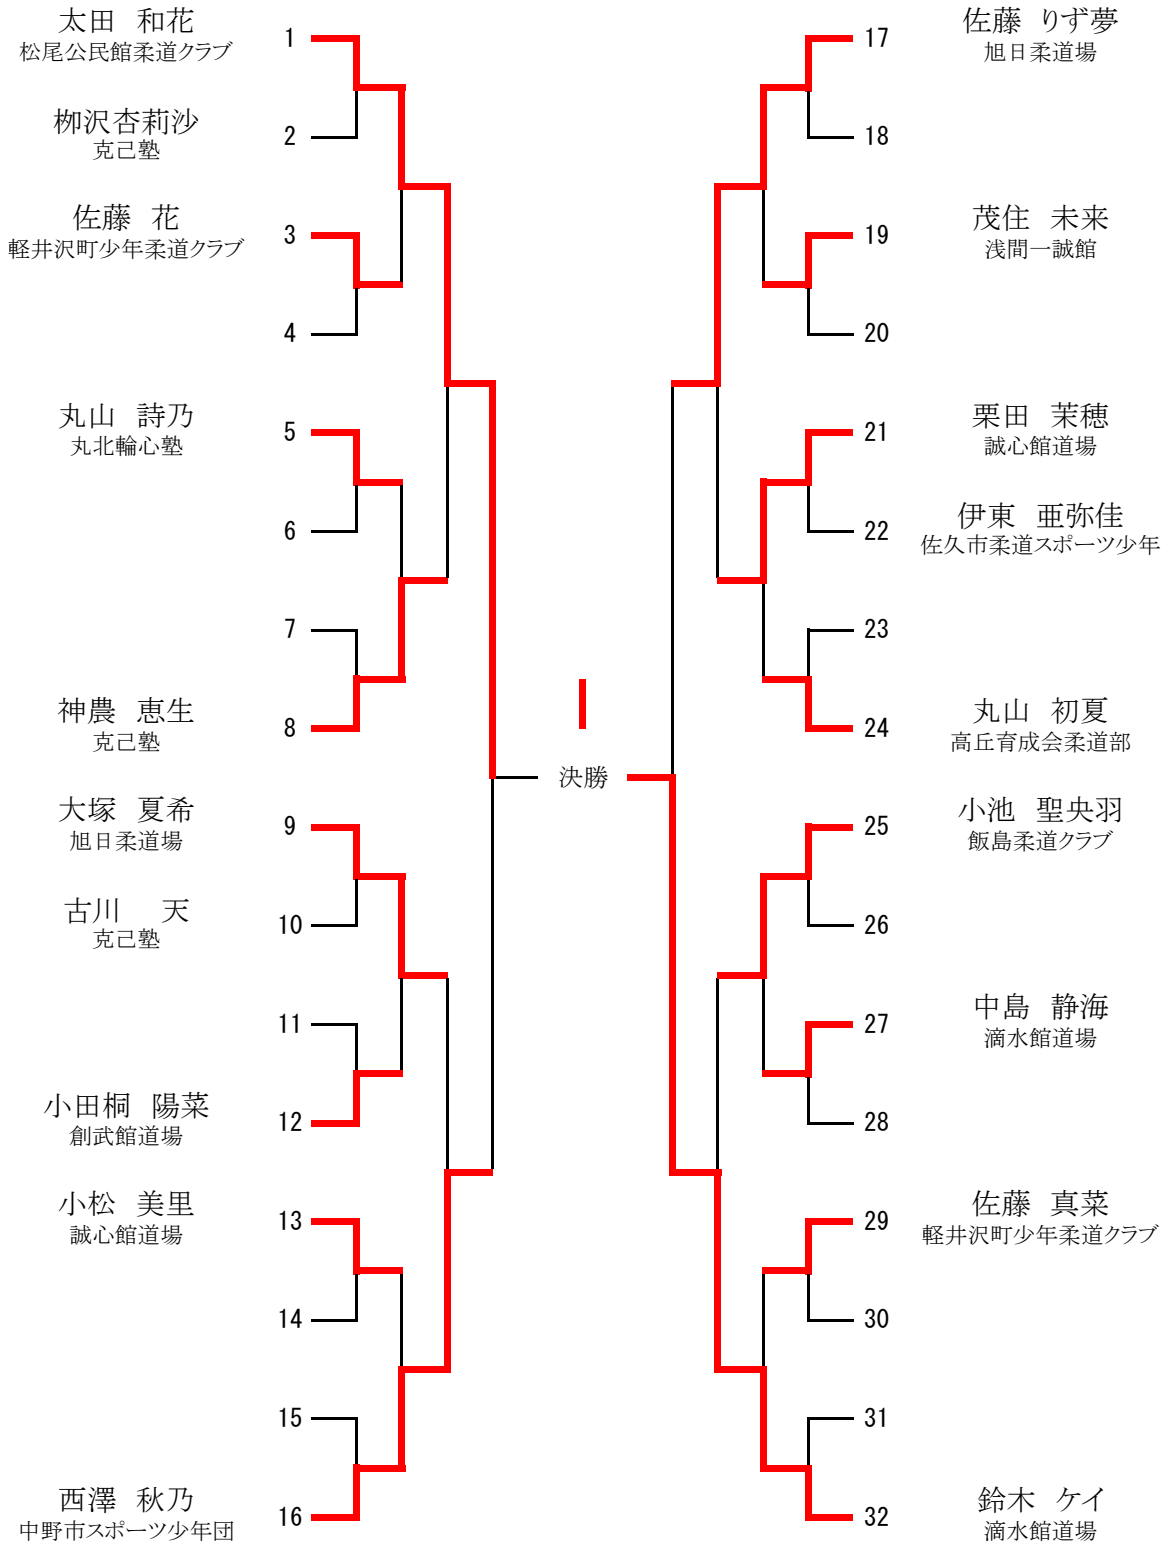 太田　和花
松尾公民館柔道クラブ
1
栁沢杏莉沙
克己塾
2
佐藤　花
軽井沢町少年柔道クラブ
3
4
丸山　詩乃
丸北輪心塾
5
6
7
神農　恵生
克己塾
8
大塚　夏希
旭日柔道場
9
古川　天
克己塾
10
11
小田桐　陽菜
創武館道場
12
小松　美里
誠心館道場
13
14
15
西澤　秋乃
中野市スポーツ少年団
16
決勝
17
佐藤 りず夢
旭日柔道場
18
19
茂住　未来
浅間一誠館
20
21
栗田　茉穂
誠心館道場
22
伊東　亜弥佳
佐久市柔道スポーツ少年
23
24
丸山　初夏
高丘育成会柔道部
25
小池　聖央羽
飯島柔道クラブ
26
27
中島　静海
滴水館道場
28
29
佐藤　真菜
軽井沢町少年柔道クラブ
30
31
32
鈴木　ケイ
滴水館道場